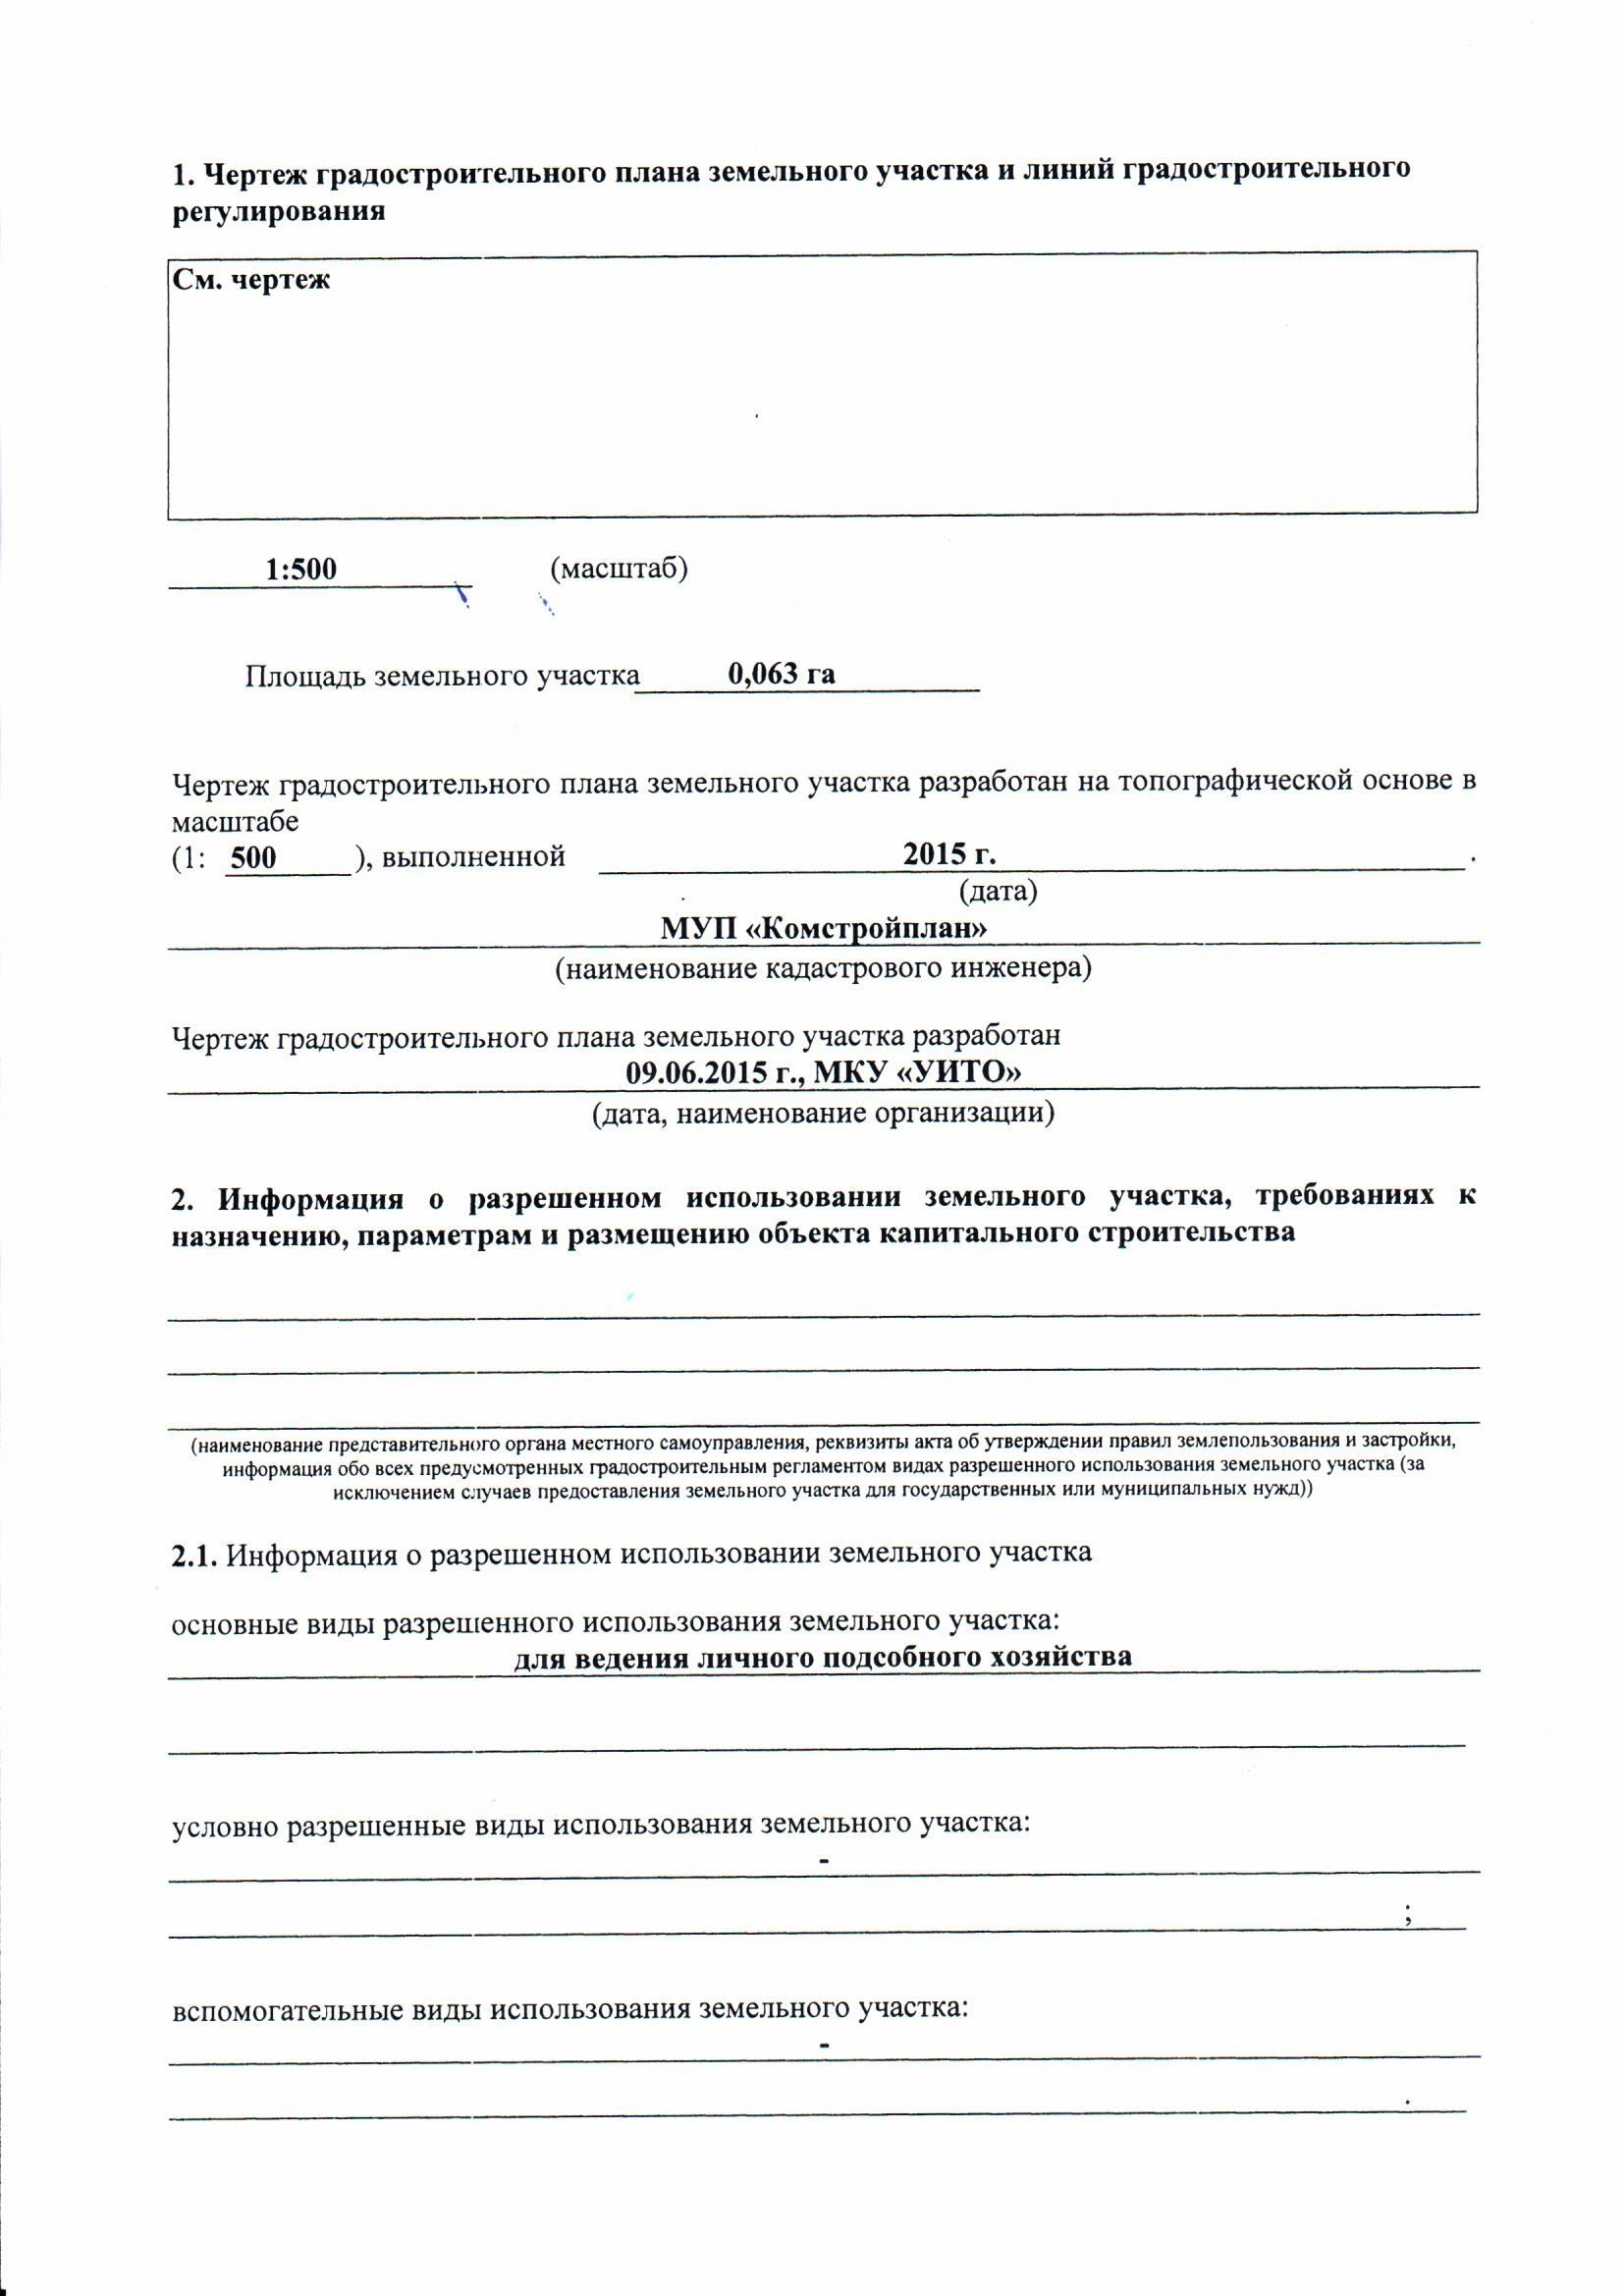 1. Чертеж градостроительного плана земельного участка и линий градостроительного
регулирования
См. чертеж
1:500 (масштаб)
Площадь земельного участка 0,063 га
Чертеж градостроительного плана земельного участка разработан на топографической основе в
масштабе
(1: 500 ), выполненной 2015 г. .
(дата)
МУП «Комстройплан»
(наименование кадастрового инженера)
Чертеж градостроительного плана земельного участка разработан
09.06.2015 г., МКУ «УИТО»
(дата, наименование организации)
2. Информация о разрешенном использовании земельного участка, требованиях к
назначению, параметрам и размещению объекта капитального строительства
(наименование представительного органа местного самоуправления, реквизиты акта об утверждении правил землепользования и застройки,
информация обо всех предусмотренных градостроительным регламентом видах разрешенного использования земельного участка (за
исключением случаев предоставления земельного участка для государственных или муниципальных нужд))
2.1. Информация о разрешенном использовании земельного участка
основные виды разрешенного использования земельного участка:
для ведения личного подсобного хозяйства
условно разрешенные виды использования земельного участка:
-
;
вспомогательные виды использования земельного участка:
-
.